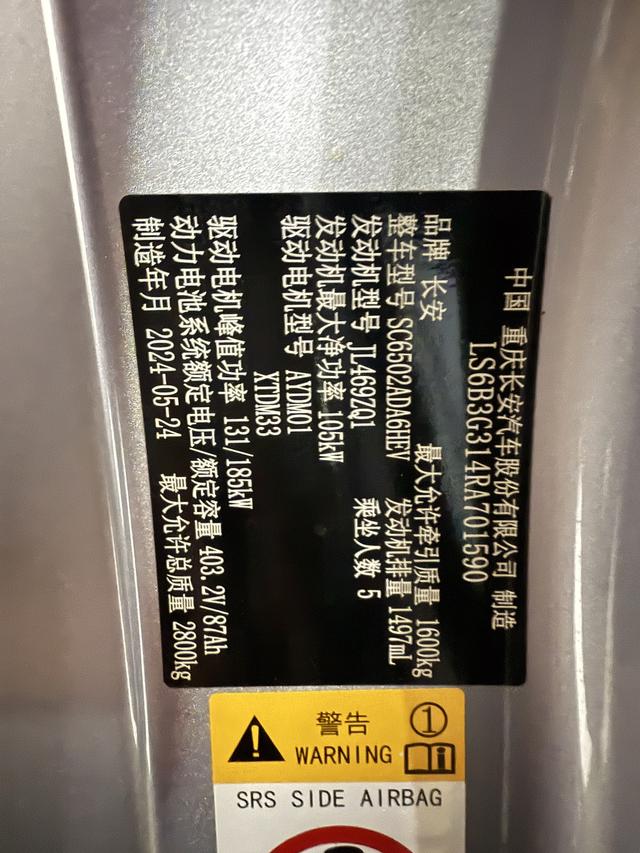 中国 重庆长安汽车股份有限公司 制造
LS6B3G314RA701590
品牌 长安 最大允许牵引质量 1600kg
整车型号 SC6502ADA6HEV 发动机排量 1497mL
发动机型号 JL469ZQ1 乘坐人数 5
发动机最大净功率 105kW
驱动电机型号 AYDM01
XTDM33
驱动电机峰值功率 131/185kW
动力电池系统额定电压/额定容量 403.2V/87Ah
制造年月 2024-05-24 最大允许总质量 2800kg
警告 ①
WARNING
SRS SIDE AIRBAG